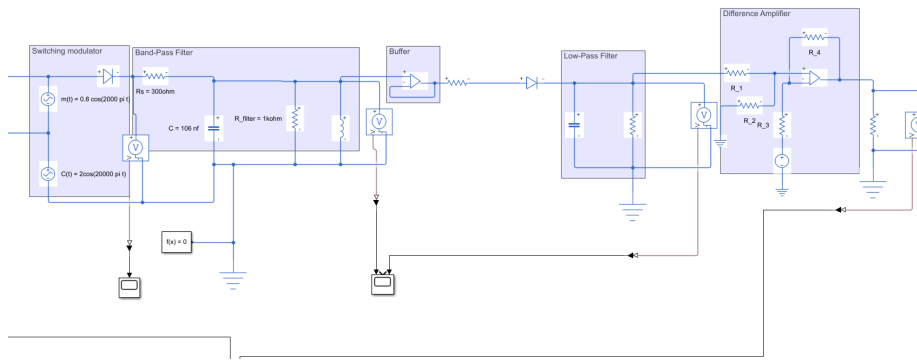 Switching modulator
Band-Pass Filter
Buffer
Low-Pass Filter
Difference Amplifier
m(t) = 0.8 cos(2000 pi t)
C(t) = 2cos(20000 pi t)
Rs = 300ohm
C = 106 nf
R_filter = 1kohm
V
V
V
V
R_1
R_2
R_3
R_4
f(x) = 0